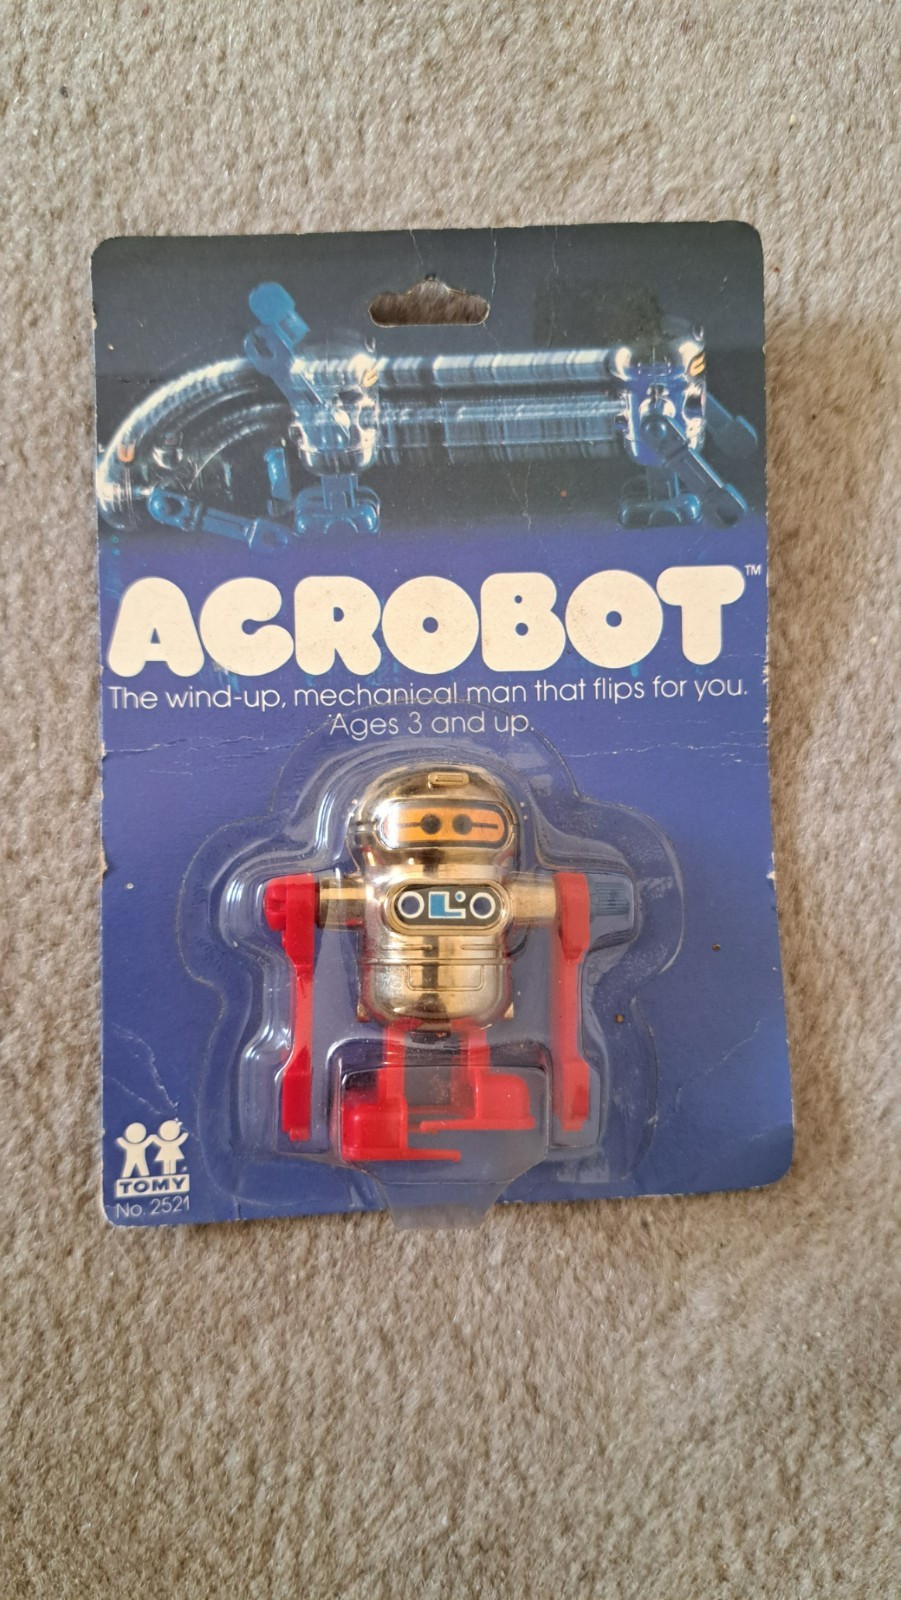 ACROBOT™
The wind-up, mechanical man that flips for you.
Ages 3 and up.
TOMY
No. 2521